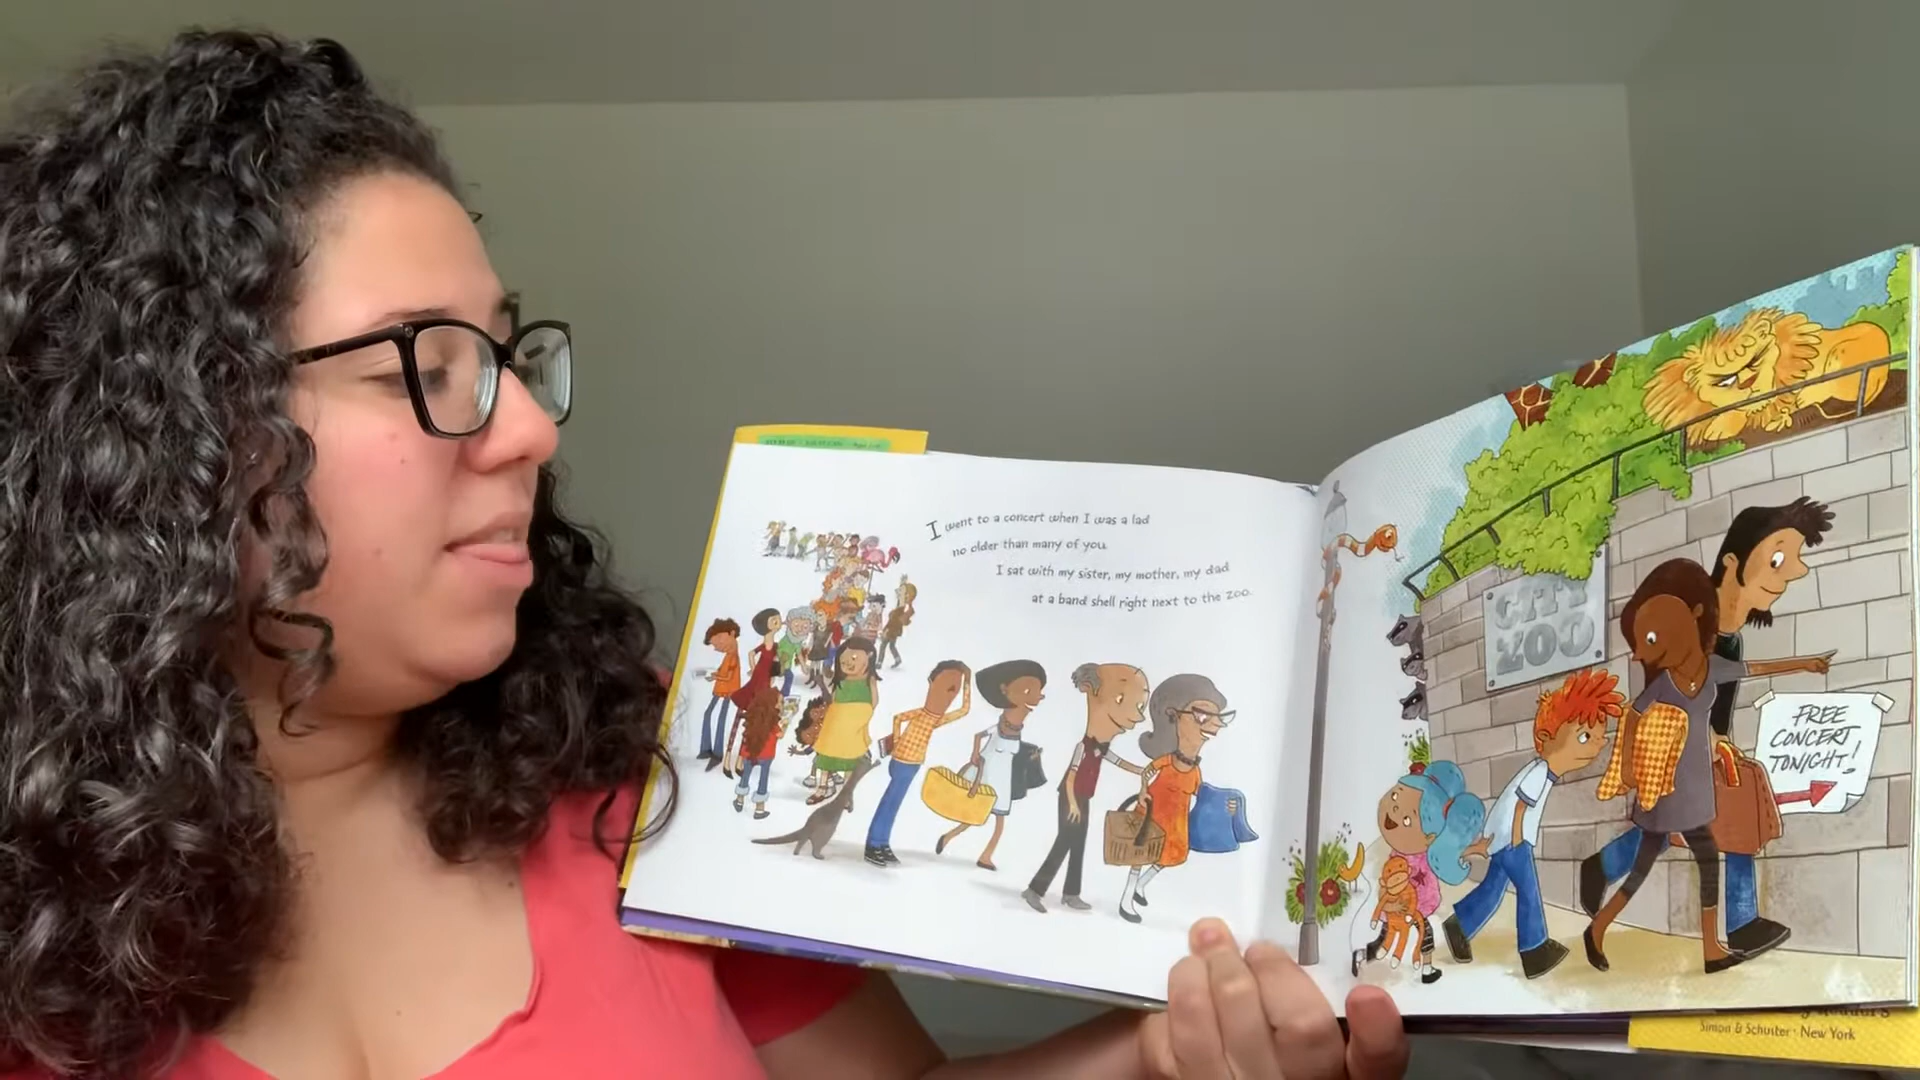 I went to a concert when I was a lad
no older than many of you.
I sat with my sister, my mother, my dad
at a band shell right next to the zoo.
CITY
ZOO
FREE
CONCERT
TONIGHT!
Simon & Schuster · New York